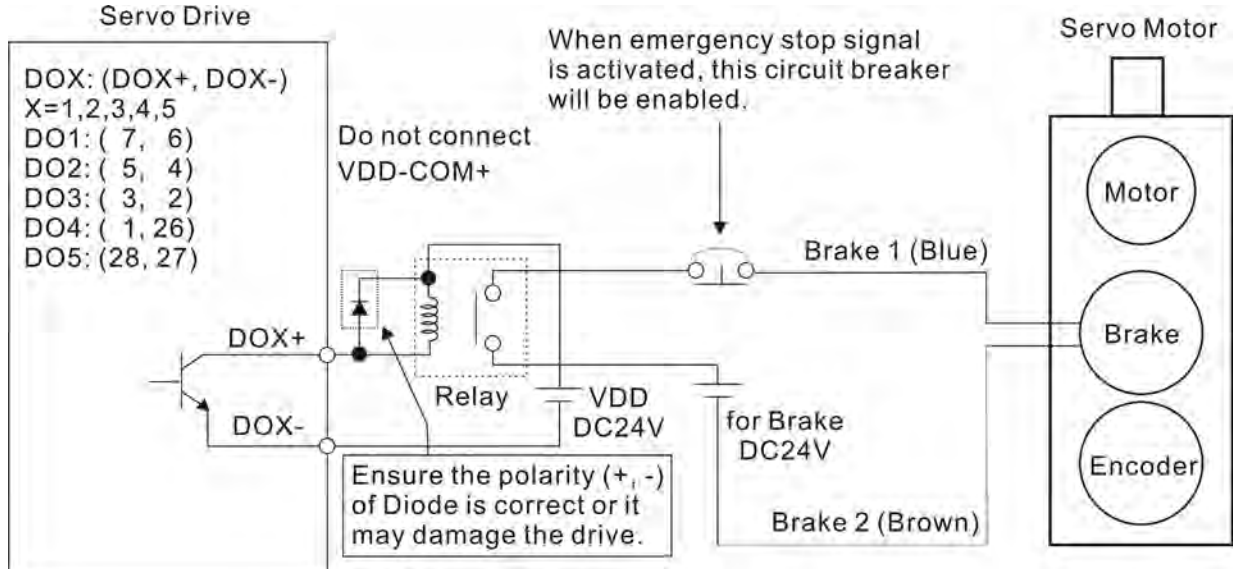 Servo Drive
DOX: (DOX+, DOX-)
X=1,2,3,4,5
DO1: ( 7, 6)
DO2: ( 5, 4)
DO3: ( 3, 2)
DO4: ( 1, 26)
DO5: (28, 27)
Do not connect
VDD-COM+
When emergency stop signal
is activated, this circuit breaker
will be enabled.
Servo Motor
Motor
Brake 1 (Blue)
DOX+
Brake
Relay
VDD
DC24V
DOX-
for Brake
DC24V
Encoder
Ensure the polarity (+, -)
of Diode is correct or it
may damage the drive.
Brake 2 (Brown)